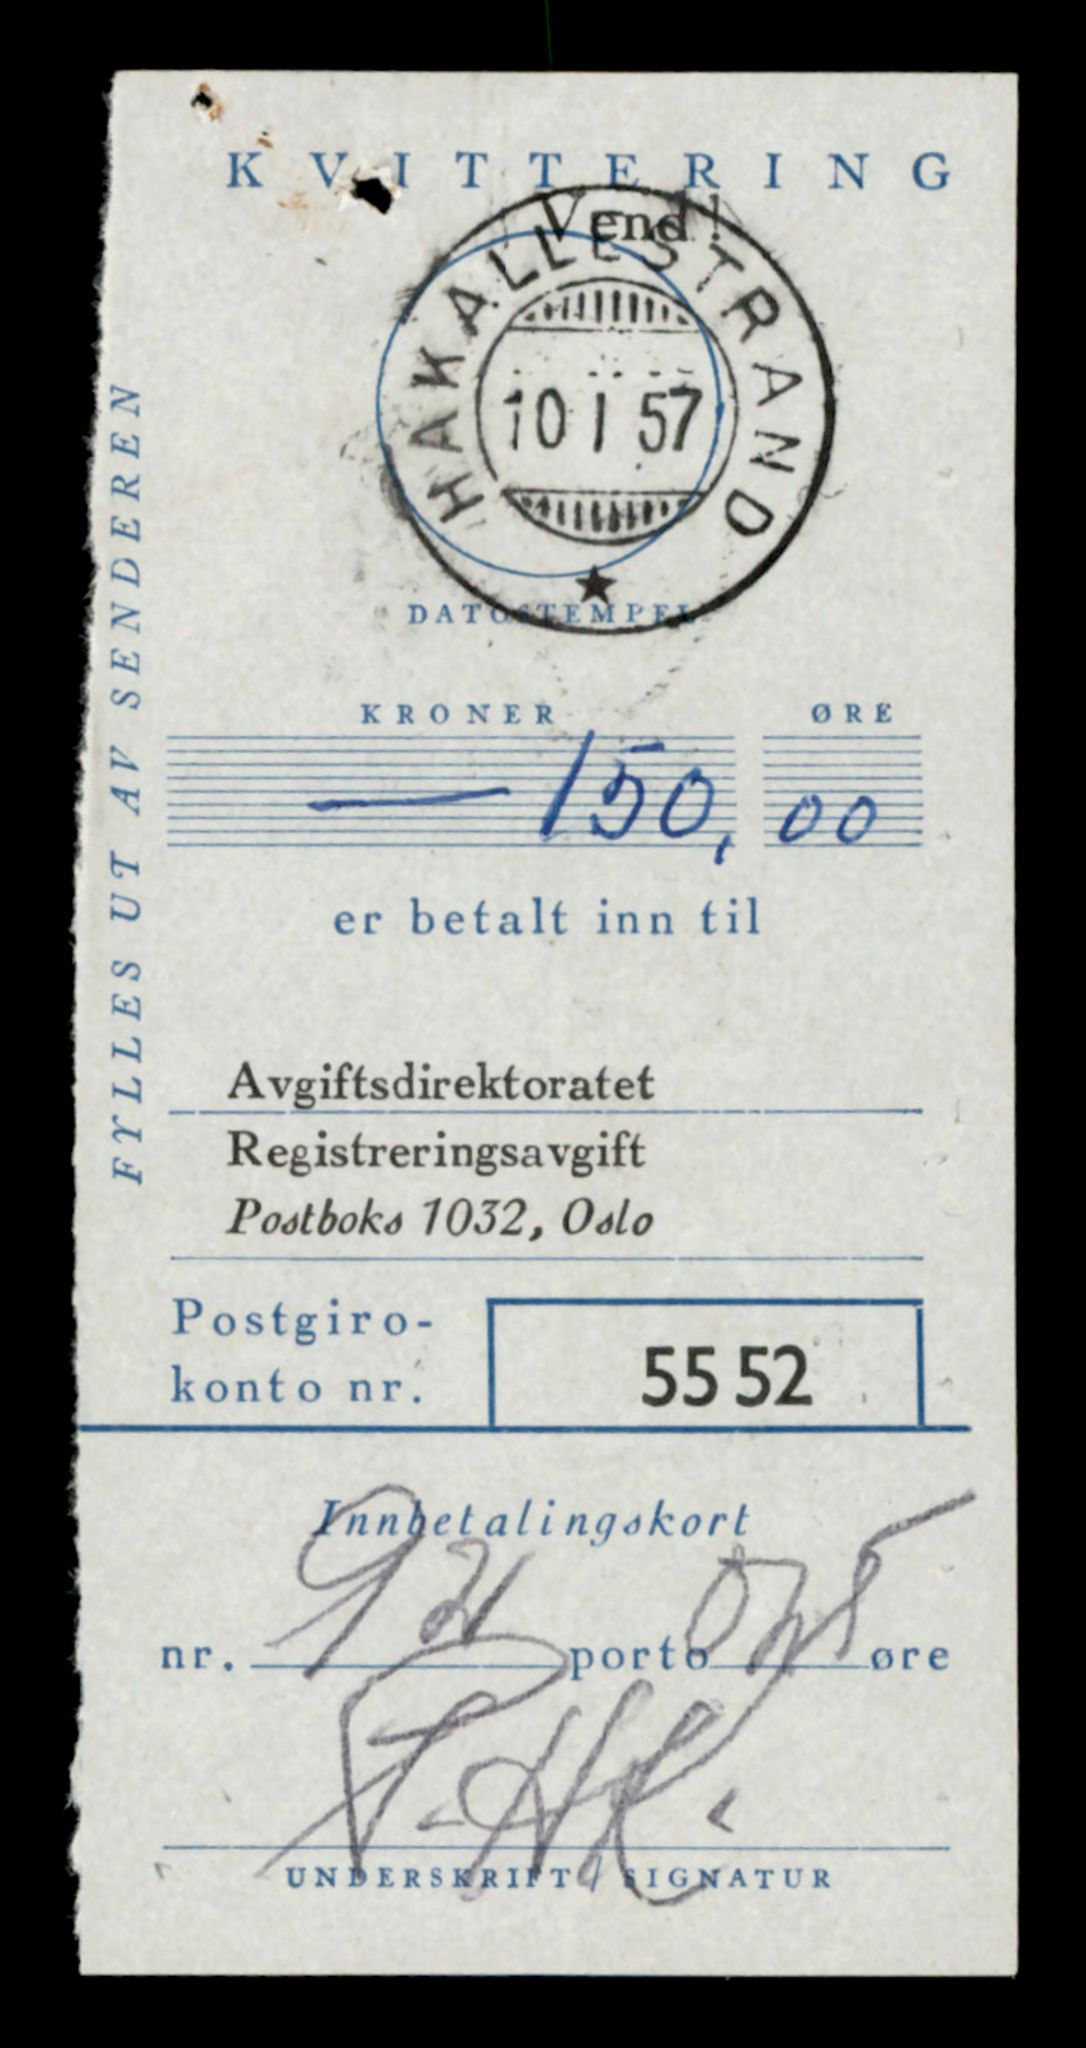 KVITTERING
Vend!
HAKALLESTRAND
10 1 57
DATOSTEMPEL
FYLLES UT AV SENDEREN
KRONER ØRE
— 150, 00
er betalt inn til
Avgiftsdirektoratet
Registreringsavgift
Postboks 1032, Oslo
Postgiro-
konto nr. 55 52
Innbetalingskort
nr. porto øre
UNDERSKRIFT / SIGNATUR